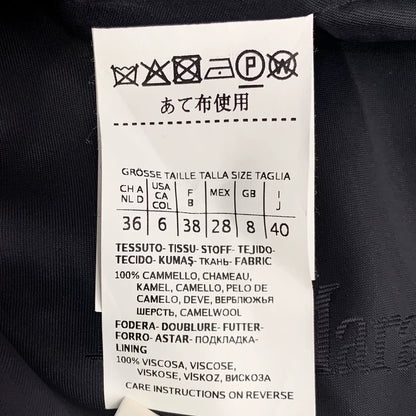 P
あて布使用
GRÖSSE TAILLE TALLA SIZE TAGLIA
CH A NL D USA CA COL F B MEX GB I J
36 6 38 28 8 40
TESSUTO- TISSU- STOFF- TEJIDO-
TECIDO- KUMAŞ- ТКАНЬ- FABRIC
100% CAMMELLO, CHAMEAU,
KAMEL, CAMELLO, PELO DE
CAMELO, DEVE, ВЕРБЛЮЖЬЯ
ШЕРСТЬ, CAMELWOOL
FODERA- DOUBLURE- FUTTER-
FORRO- ASTAR- ПОДКЛАДКА-
LINING
100% VISCOSA, VISCOSE,
VISKOSE, VİSKOZ, ВИСКОЗА
CARE INSTRUCTIONS ON REVERSE